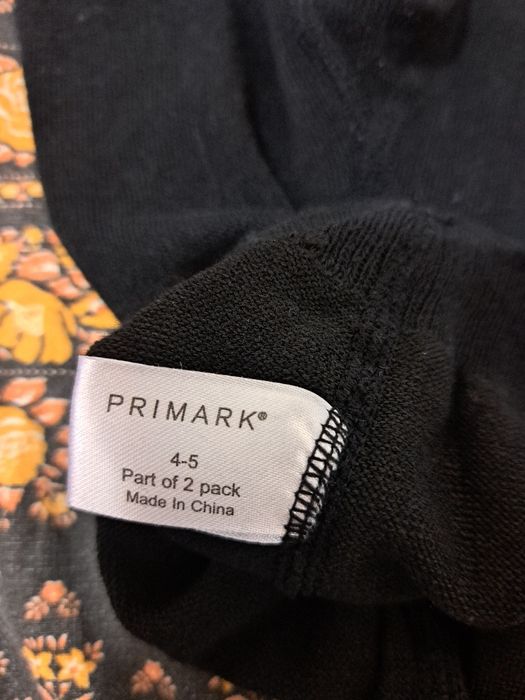 PRIMARK®
4-5
Part of 2 pack
Made In China